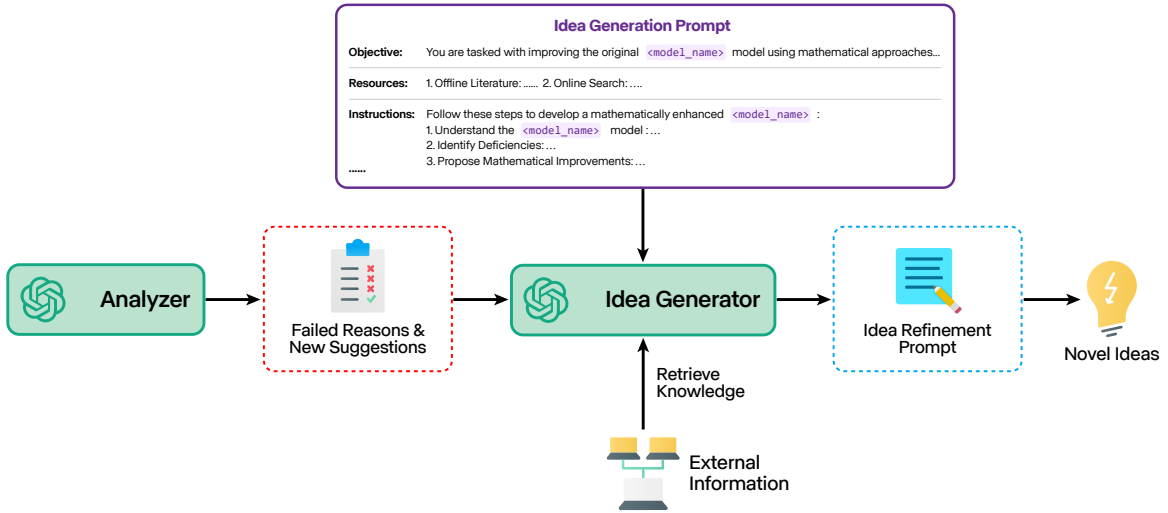 Idea Generation Prompt
Objective: You are tasked with improving the original <model_name> model using mathematical approaches...
Resources: 1. Offline Literature: ...... 2. Online Search: ....
Instructions: Follow these steps to develop a mathematically enhanced <model_name> :
1. Understand the <model_name> model : ...
2. Identify Deficiencies: ...
3. Propose Mathematical Improvements: ...
......
Analyzer
Failed Reasons &
New Suggestions
Idea Generator
Idea Refinement
Prompt
Novel Ideas
Retrieve
Knowledge
External
Information